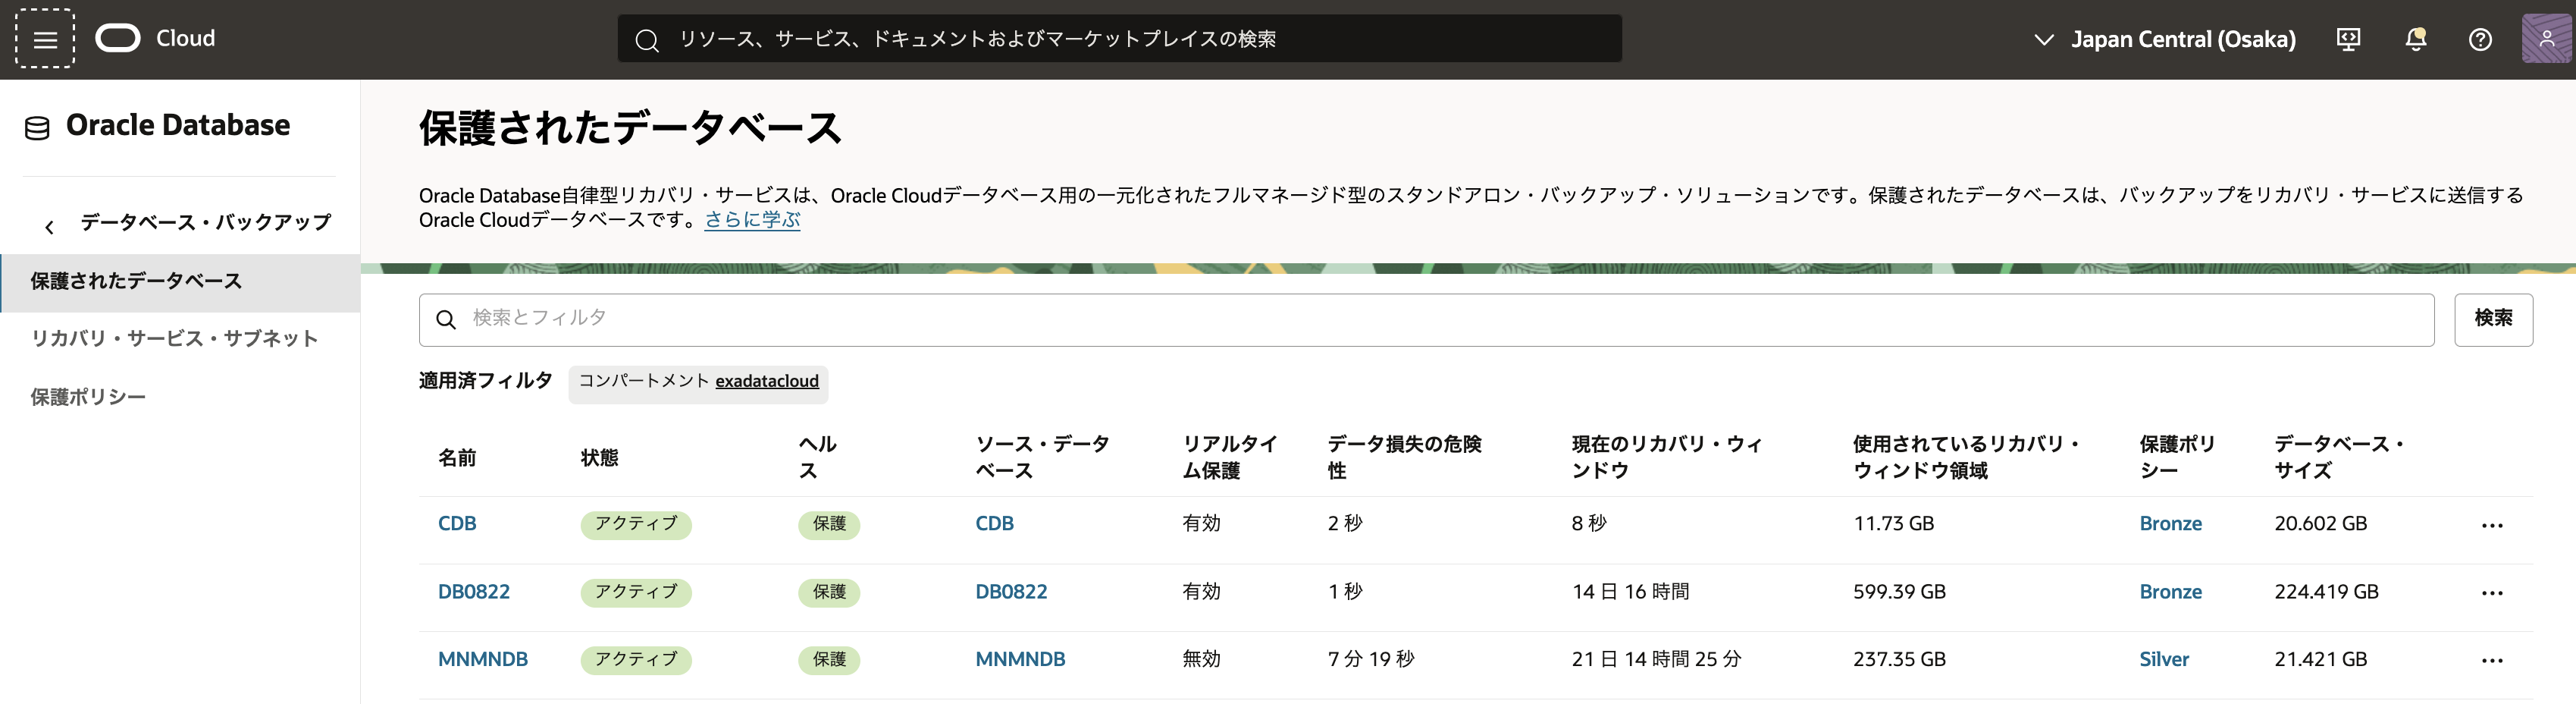 Cloud
リソース、サービス、ドキュメントおよびマーケットプレイスの検索
Japan Central (Osaka)
Oracle Database
データベース・バックアップ
保護されたデータベース
リカバリ・サービス・サブネット
保護ポリシー
保護されたデータベース
Oracle Database自律型リカバリ・サービスは、Oracle Cloudデータベース用の一元化されたフルマネージド型のスタンドアロン・バックアップ・ソリューションです。保護されたデータベースは、バックアップをリカバリ・サービスに送信する
Oracle Cloudデータベースです。さらに学ぶ
検索とフィルタ
検索
適用済フィルタ コンパートメント exadatacloud
名前 状態 ヘルス ソース・データベース リアルタイム保護 データ損失の危険性 現在のリカバリ・ウィンドウ 使用されているリカバリ・ウィンドウ領域 保護ポリシー データベース・サイズ
CDB アクティブ 保護 CDB 有効 2 秒 8 秒 11.73 GB Bronze 20.602 GB
DB0822 アクティブ 保護 DB0822 有効 1 秒 14 日 16 時間 599.39 GB Bronze 224.419 GB
MNMNDB アクティブ 保護 MNMNDB 無効 7 分 19 秒 21 日 14 時間 25 分 237.35 GB Silver 21.421 GB